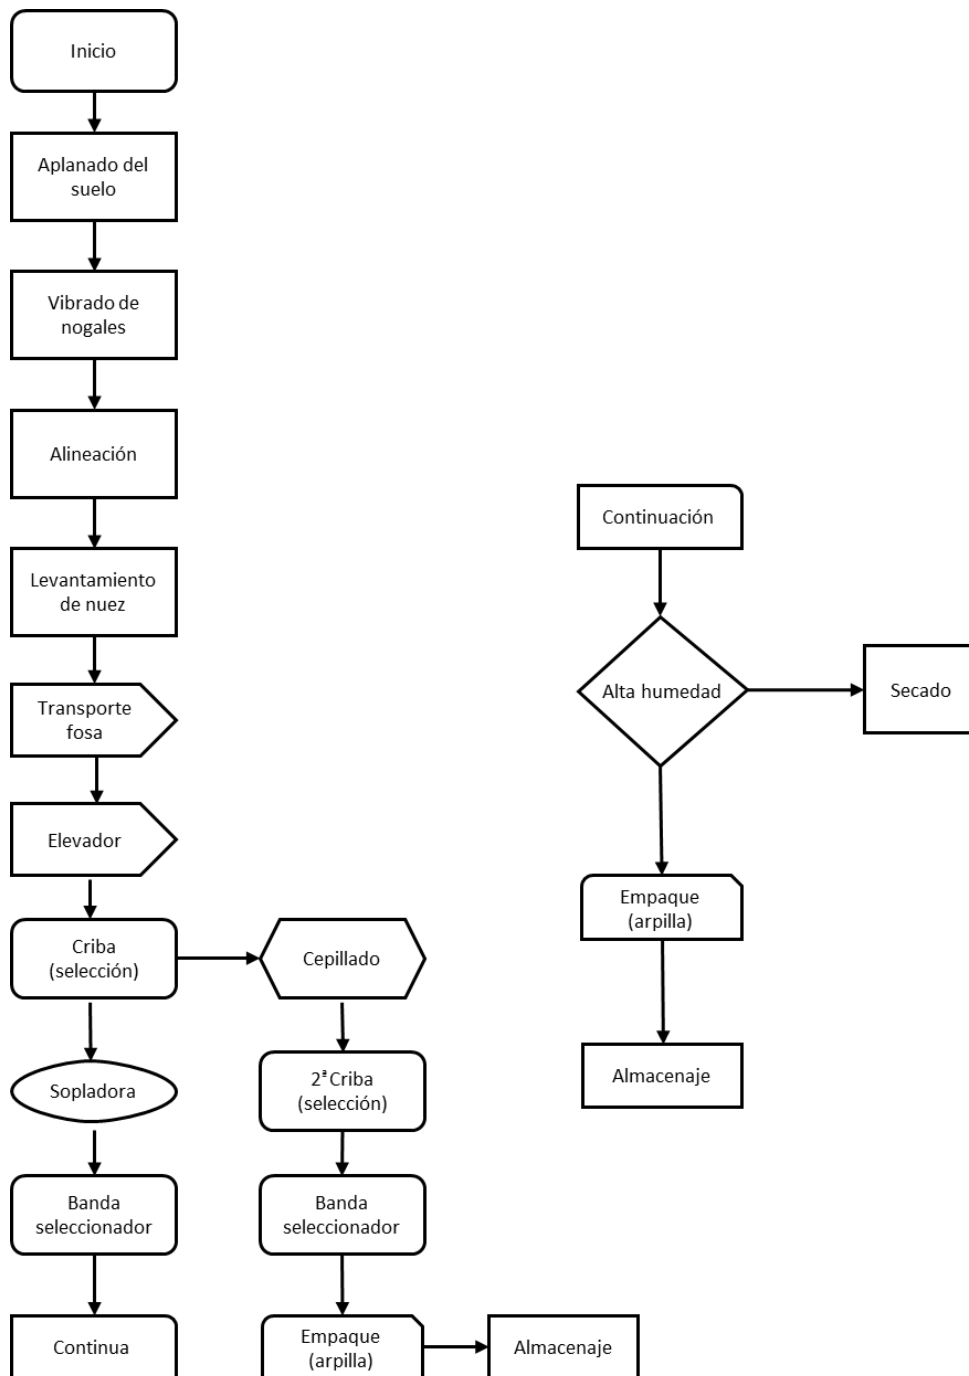 Inicio
Aplanado del
suelo
Vibrado de
nogales
Alineación
Levantamiento
de nuez
Transporte
fosa
Elevador
Criba
(selección)
Sopladora
Banda
seleccionador
Continua
Cepillado
2ª Criba
(selección)
Banda
seleccionador
Empaque
(arpilla)
Almacenaje
Continuación
Alta humedad
Secado
Empaque
(arpilla)
Almacenaje